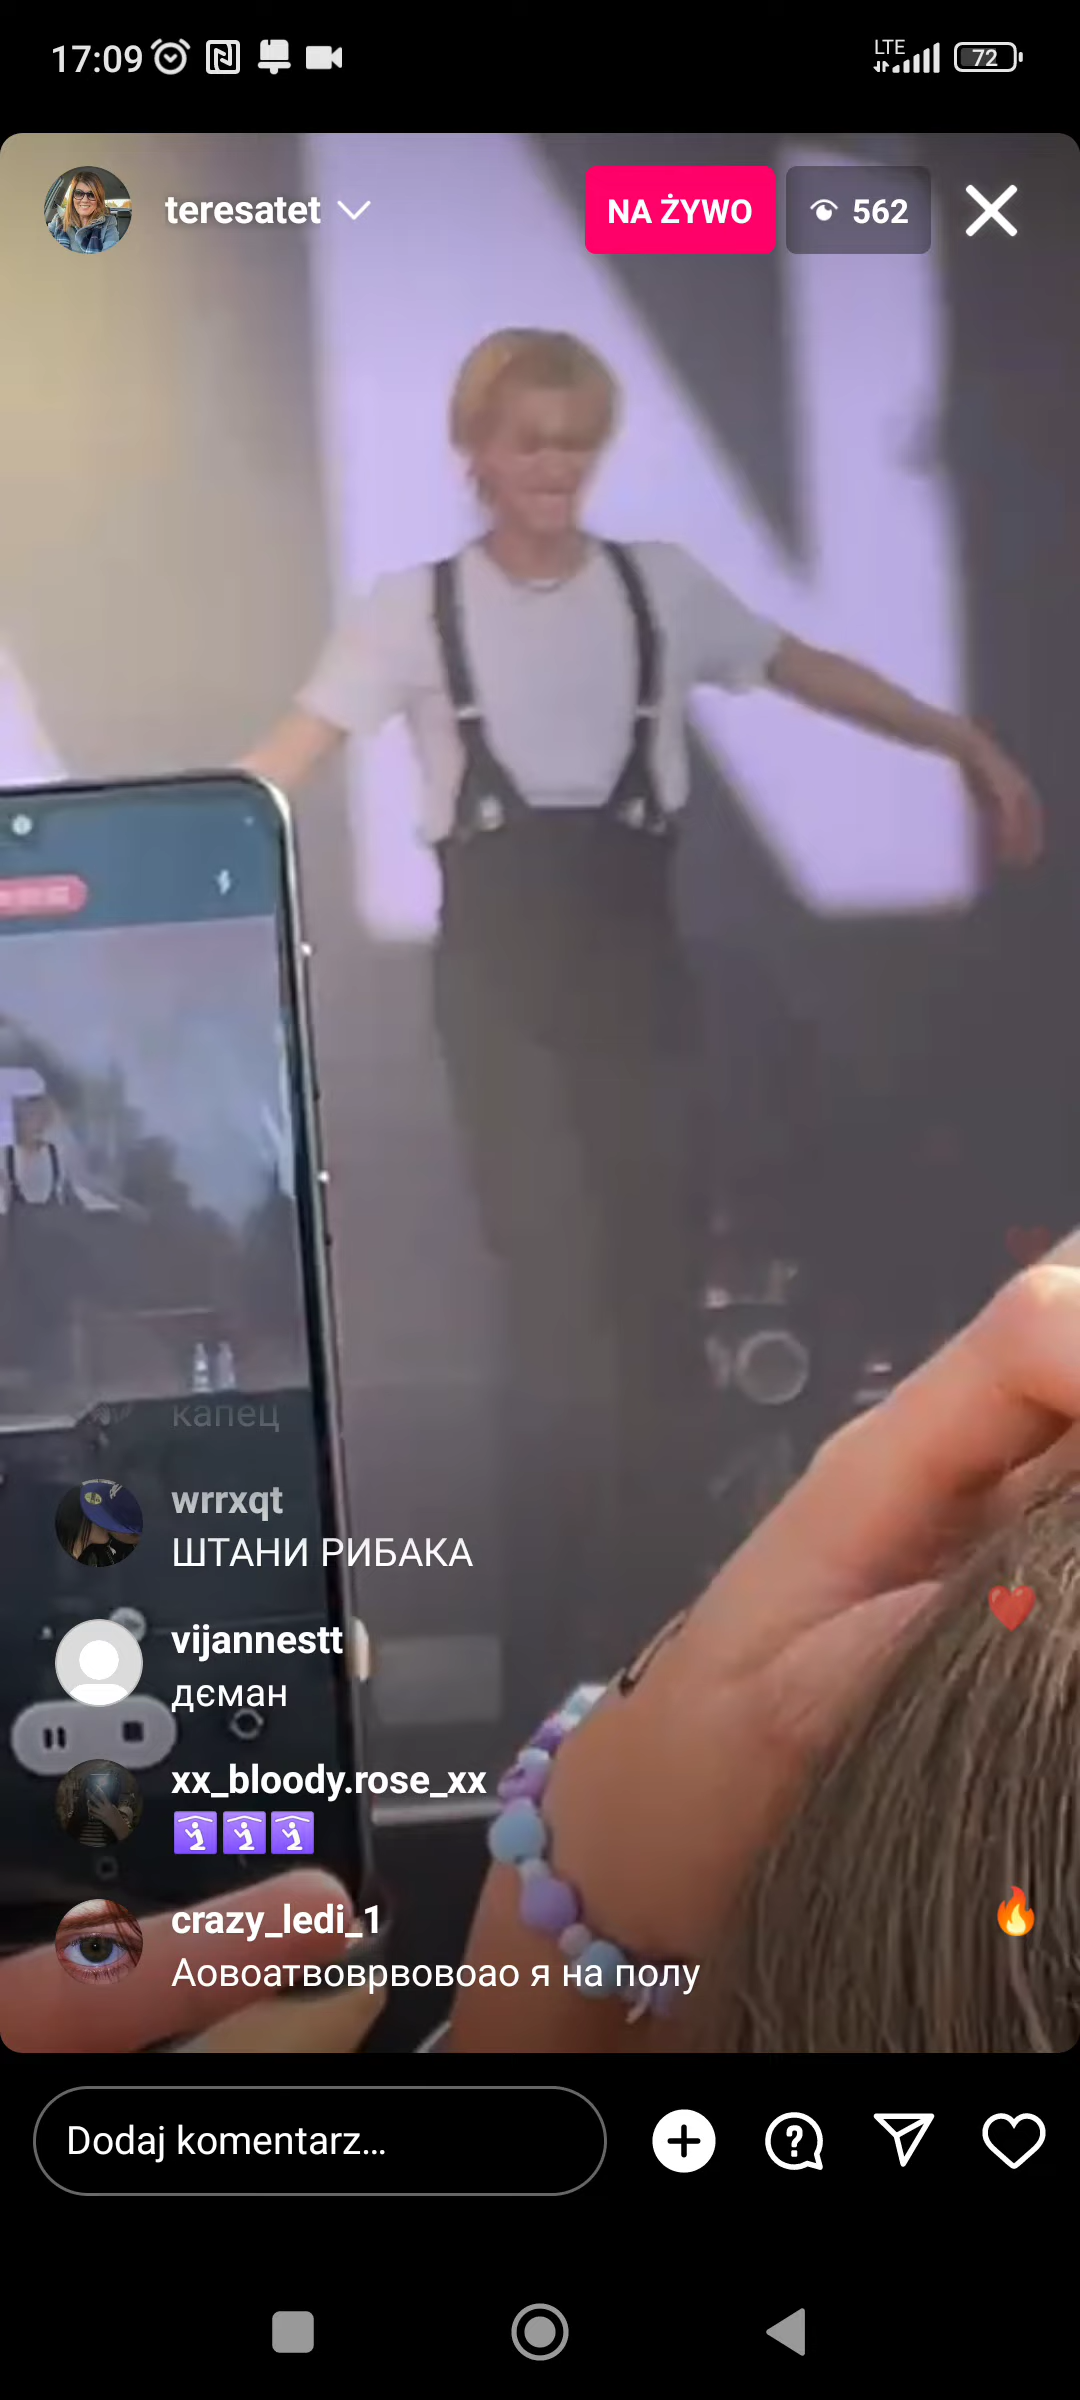 17:09
LTE
72
teresatet
NA ŻYWO
562
капец
wrrxqt
ШТАНИ РИБАКА
vijannestt
дєман
xx_bloody.rose_xx
🛐🛐🛐
crazy_ledi_1
Аовоатвоврвовоао я на полу
Dodaj komentarz...